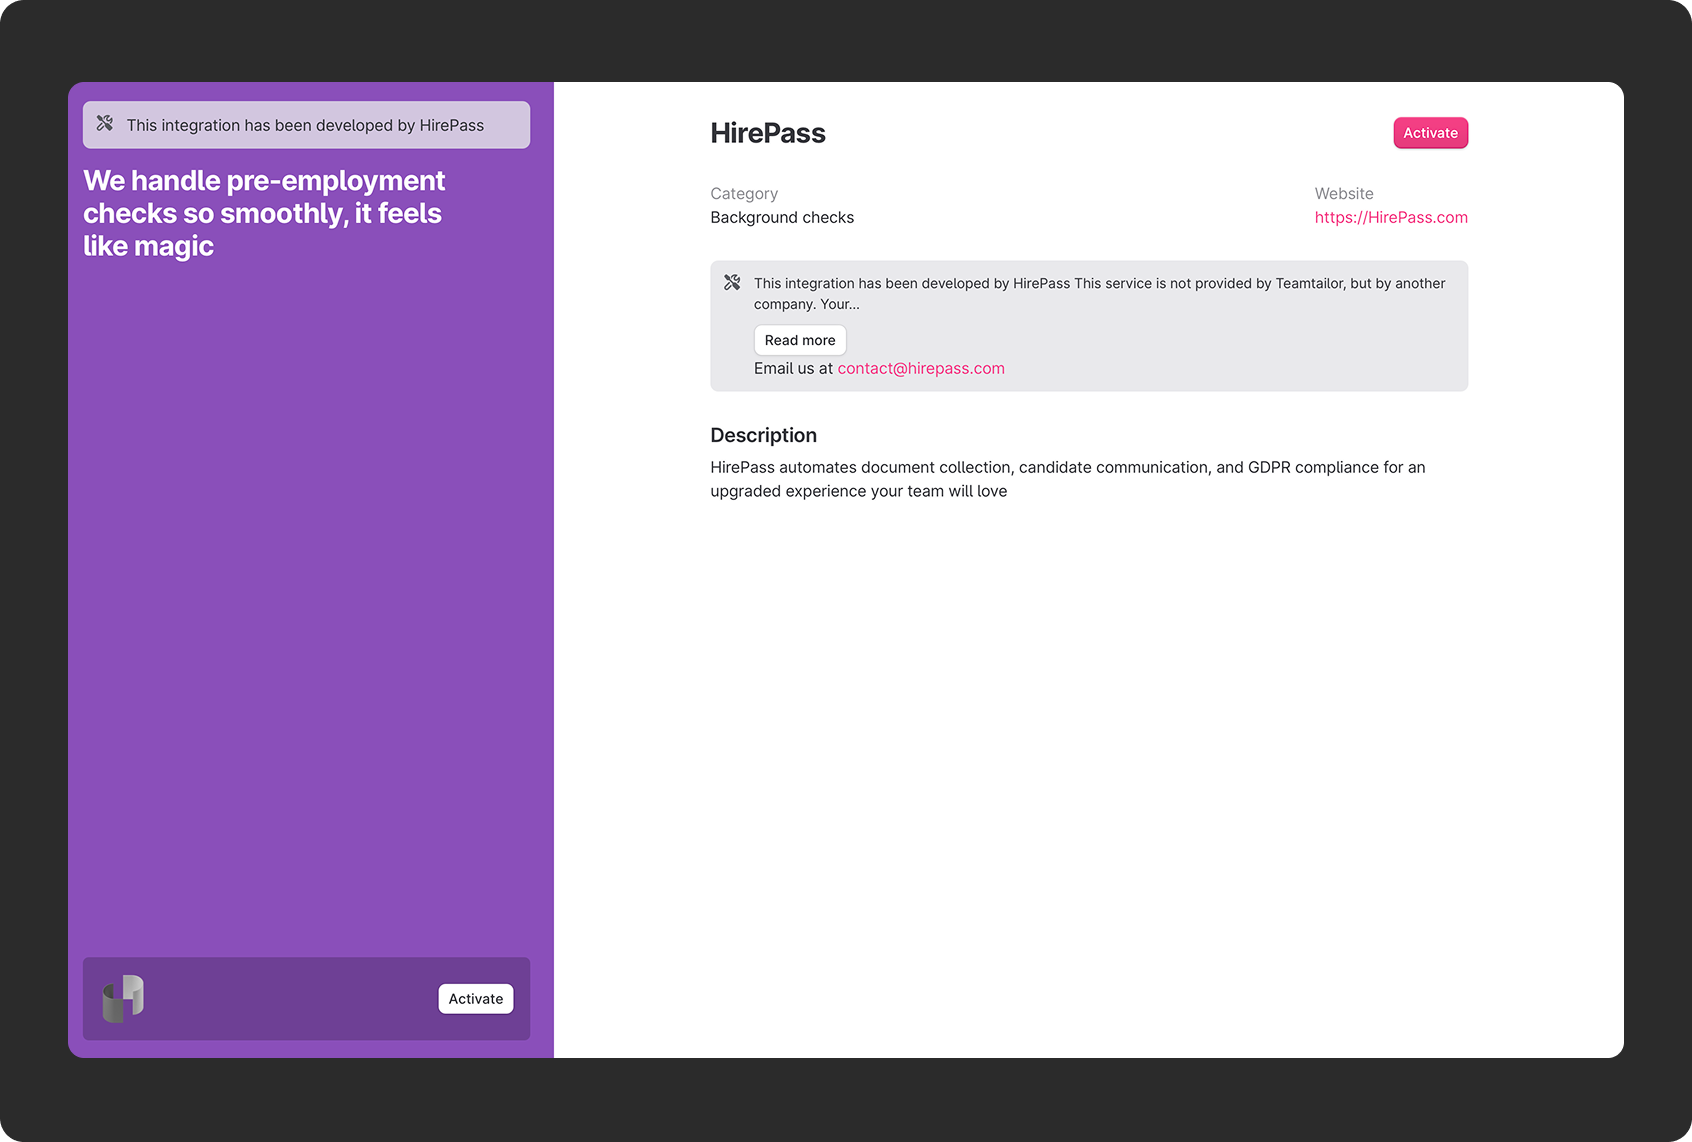 This integration has been developed by HirePass
We handle pre-employment
checks so smoothly, it feels
like magic
Activate
HirePass
Activate
Category
Background checks
Website
https://HirePass.com
This integration has been developed by HirePass This service is not provided by Teamtailor, but by another
company. Your...
Read more
Email us at contact@hirepass.com
Description
HirePass automates document collection, candidate communication, and GDPR compliance for an
upgraded experience your team will love